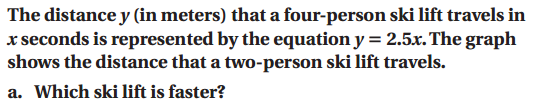 The distance y (in meters) that a four-person ski lift travels in
x seconds is represented by the equation y = 2.5x. The graph
shows the distance that a two-person ski lift travels.
a. Which ski lift is faster?